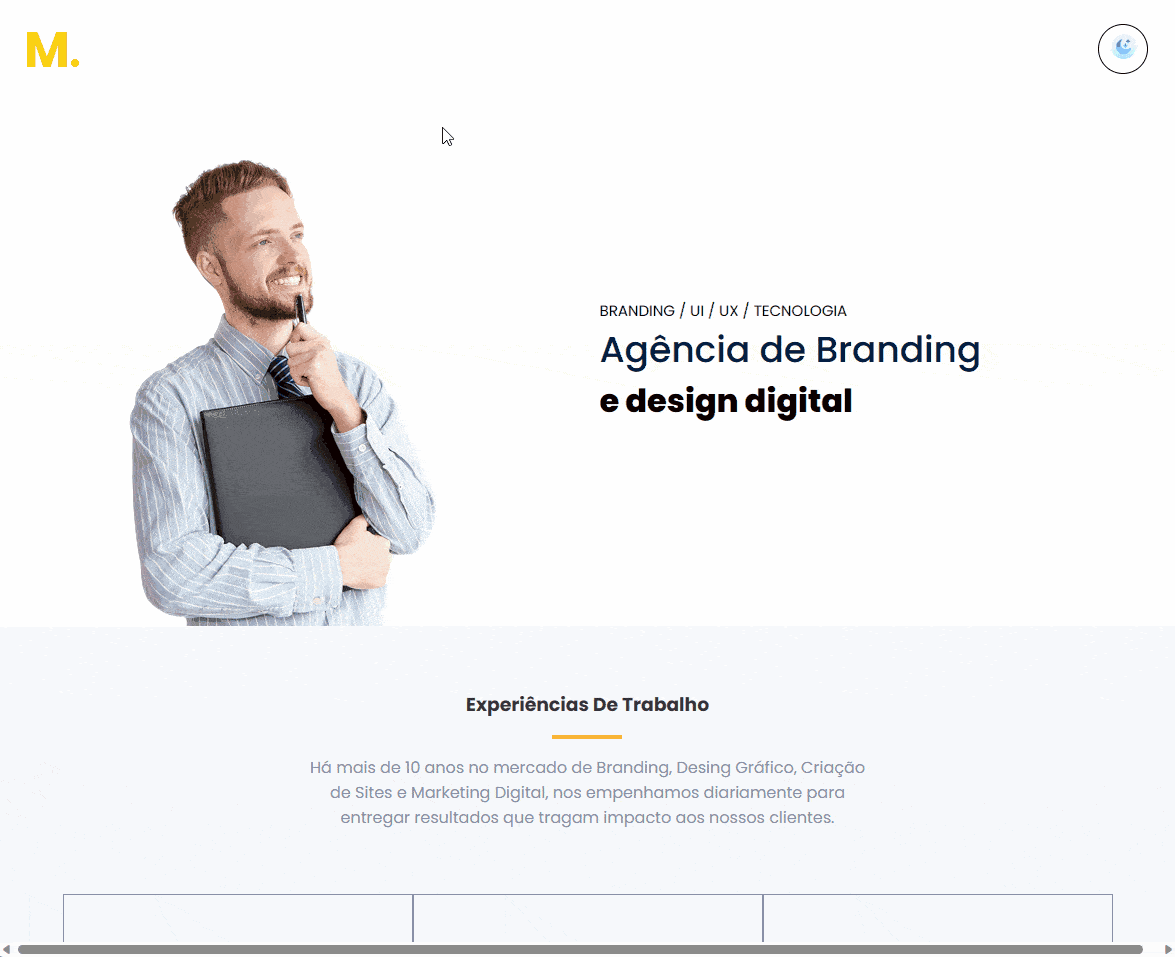 M.
BRANDING / UI / UX / TECNOLOGIA
Agência de Branding
e design digital
Experiências De Trabalho
Há mais de 10 anos no mercado de Branding, Desing Gráfico, Criação
de Sites e Marketing Digital, nos empenhamos diariamente para
entregar resultados que tragam impacto aos nossos clientes.